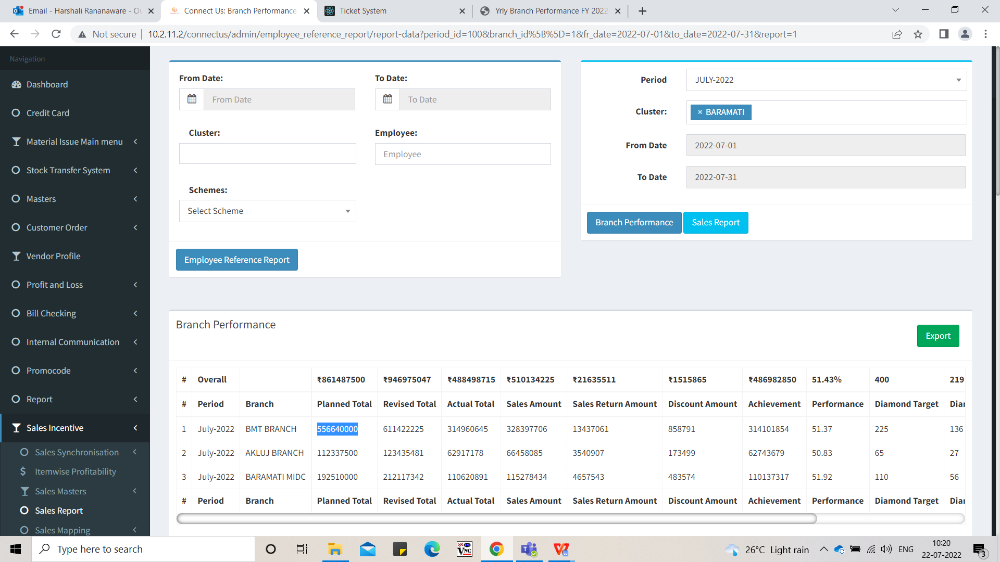 Email - Harshali Rananaware - Ou
Connect Us: Branch Performance
Ticket System
Yrly Branch Performance FY 2022
Not secure
10.2.11.2/connectus/admin/employee_reference_report/report-data?period_id=100&branch_id%5B%5D=1&fr_date=2022-07-01&to_date=2022-07-31&report=1
Navigation
Dashboard
Credit Card
Material Issue Main menu
Stock Transfer System
Masters
Customer Order
Vendor Profile
Profit and Loss
Bill Checking
Internal Communication
Promocode
Report
Sales Incentive
Sales Synchronisation
Itemwise Profitability
Sales Masters
Sales Report
Sales Mapping
From Date:
To Date:
From Date
To Date
Cluster:
Employee:
Employee
Schemes:
Select Scheme
Employee Reference Report
Period
JULY-2022
Cluster:
× BARAMATI
From Date
2022-07-01
To Date
2022-07-31
Branch Performance
Sales Report
Branch Performance
Export
# Overall ₹861487500 ₹946975047 ₹488498715 ₹510134225 ₹21635511 ₹1515865 ₹486982850 51.43% 400 219
# Period Branch Planned Total Revised Total Actual Total Sales Amount Sales Return Amount Discount Amount Achievement Performance Diamond Target Diar
1 July-2022 BMT BRANCH 556640000 611422225 314960645 328397706 13437061 858791 314101854 51.37 225 136
2 July-2022 AKLUJ BRANCH 112337500 123435481 62917178 66458085 3540907 173499 62743679 50.83 65 27
3 July-2022 BARAMATI MIDC 192510000 212117342 110620891 115278434 4657543 483574 110137317 51.92 110 56
# Period Branch Planned Total Revised Total Actual Total Sales Amount Sales Return Amount Discount Amount Achievement Performance Diamond Target Diar
Type here to search
VNC
26°C Light rain
ENG
10:20
22-07-2022
3